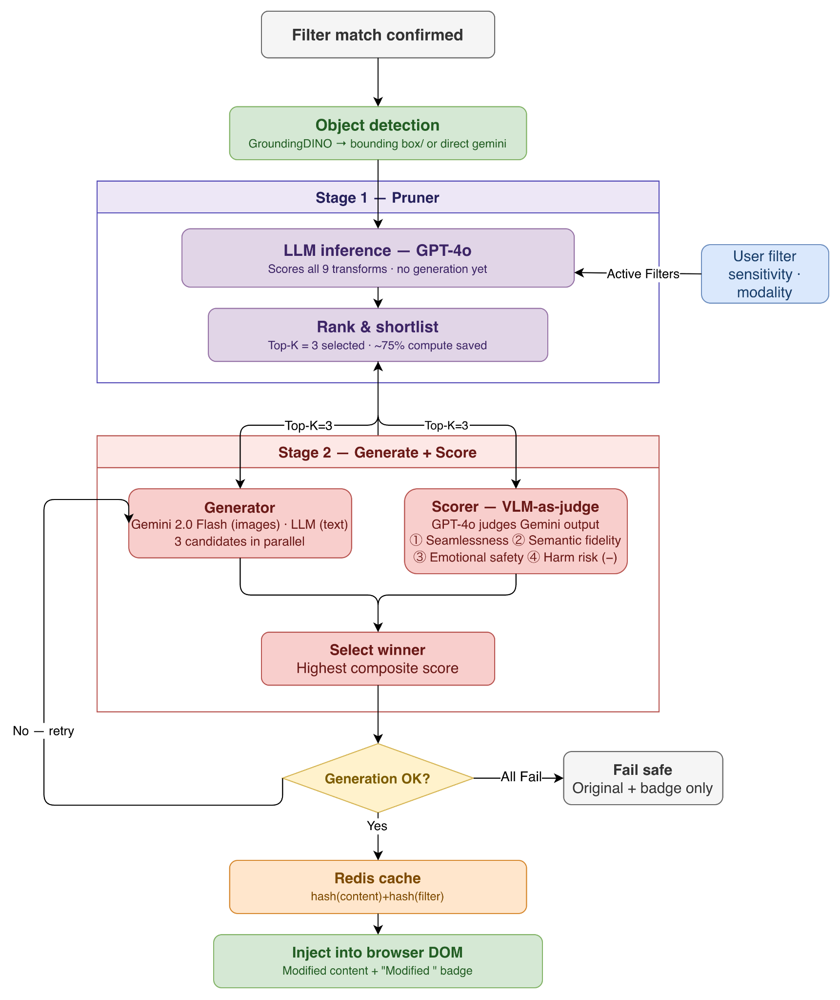 Filter match confirmed
Object detection
GroundingDINO → bounding box/ or direct gemini
Stage 1 — Pruner
LLM inference — GPT-4o
Scores all 9 transforms · no generation yet
Active Filters
User filter
sensitivity ·
modality
Rank & shortlist
Top-K = 3 selected · ~75% compute saved
Top-K=3
Top-K=3
Stage 2 — Generate + Score
Generator
Gemini 2.0 Flash (images) · LLM (text)
3 candidates in parallel
Scorer — VLM-as-judge
GPT-4o judges Gemini output
① Seamlessness ② Semantic fidelity
③ Emotional safety ④ Harm risk (−)
Select winner
Highest composite score
No — retry
Generation OK?
All Fail
Fail safe
Original + badge only
Yes
Redis cache
hash(content)+hash(filter)
Inject into browser DOM
Modified content + "Modified " badge